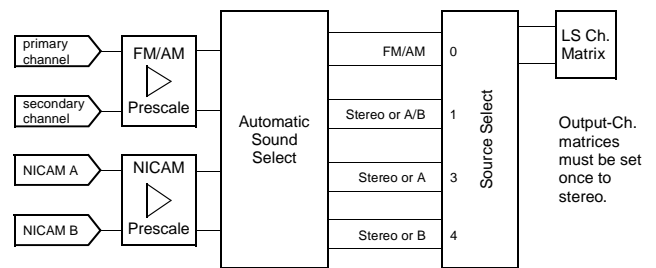 primary
channel
secondary
channel
NICAM A
NICAM B
FM/AM
Prescale
NICAM
Prescale
Automatic
Sound
Select
FM/AM
Stereo or A/B
Stereo or A
Stereo or B
0
1
3
4
Source Select
LS Ch.
Matrix
Output-Ch.
matrices
must be set
once to
stereo.